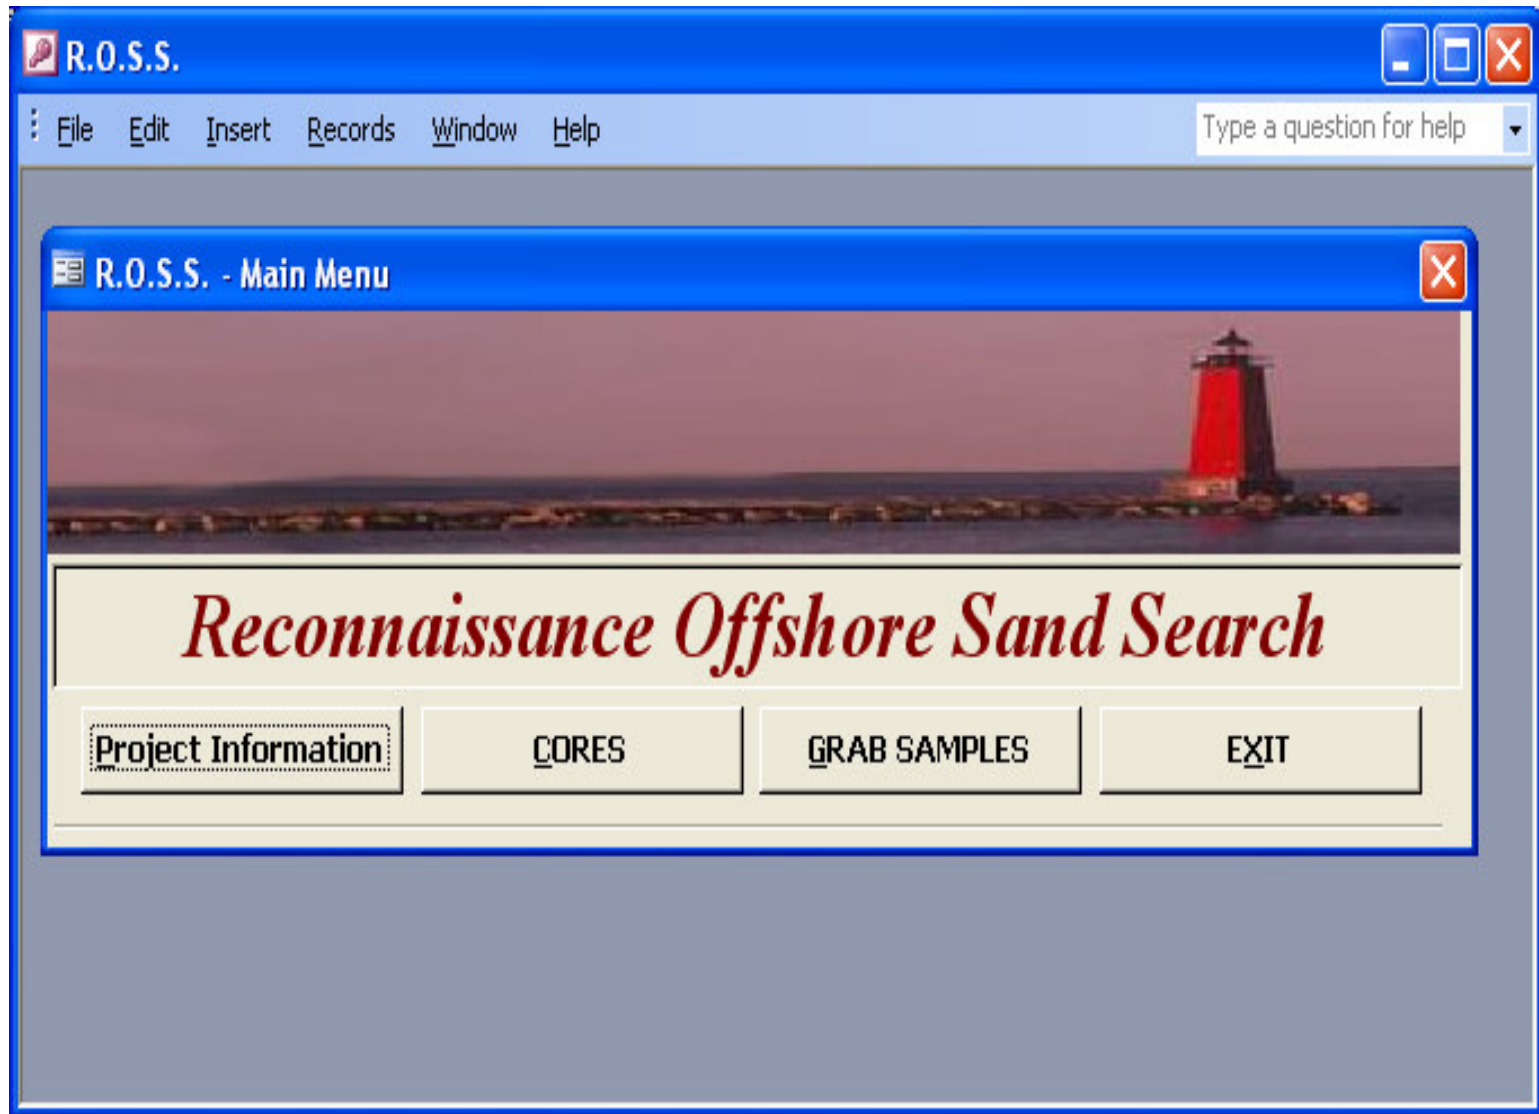 R.O.S.S.
File Edit Insert Records Window Help Type a question for help
R.O.S.S. - Main Menu
Reconnaissance Offshore Sand Search
Project Information CORES GRAB SAMPLES EXIT